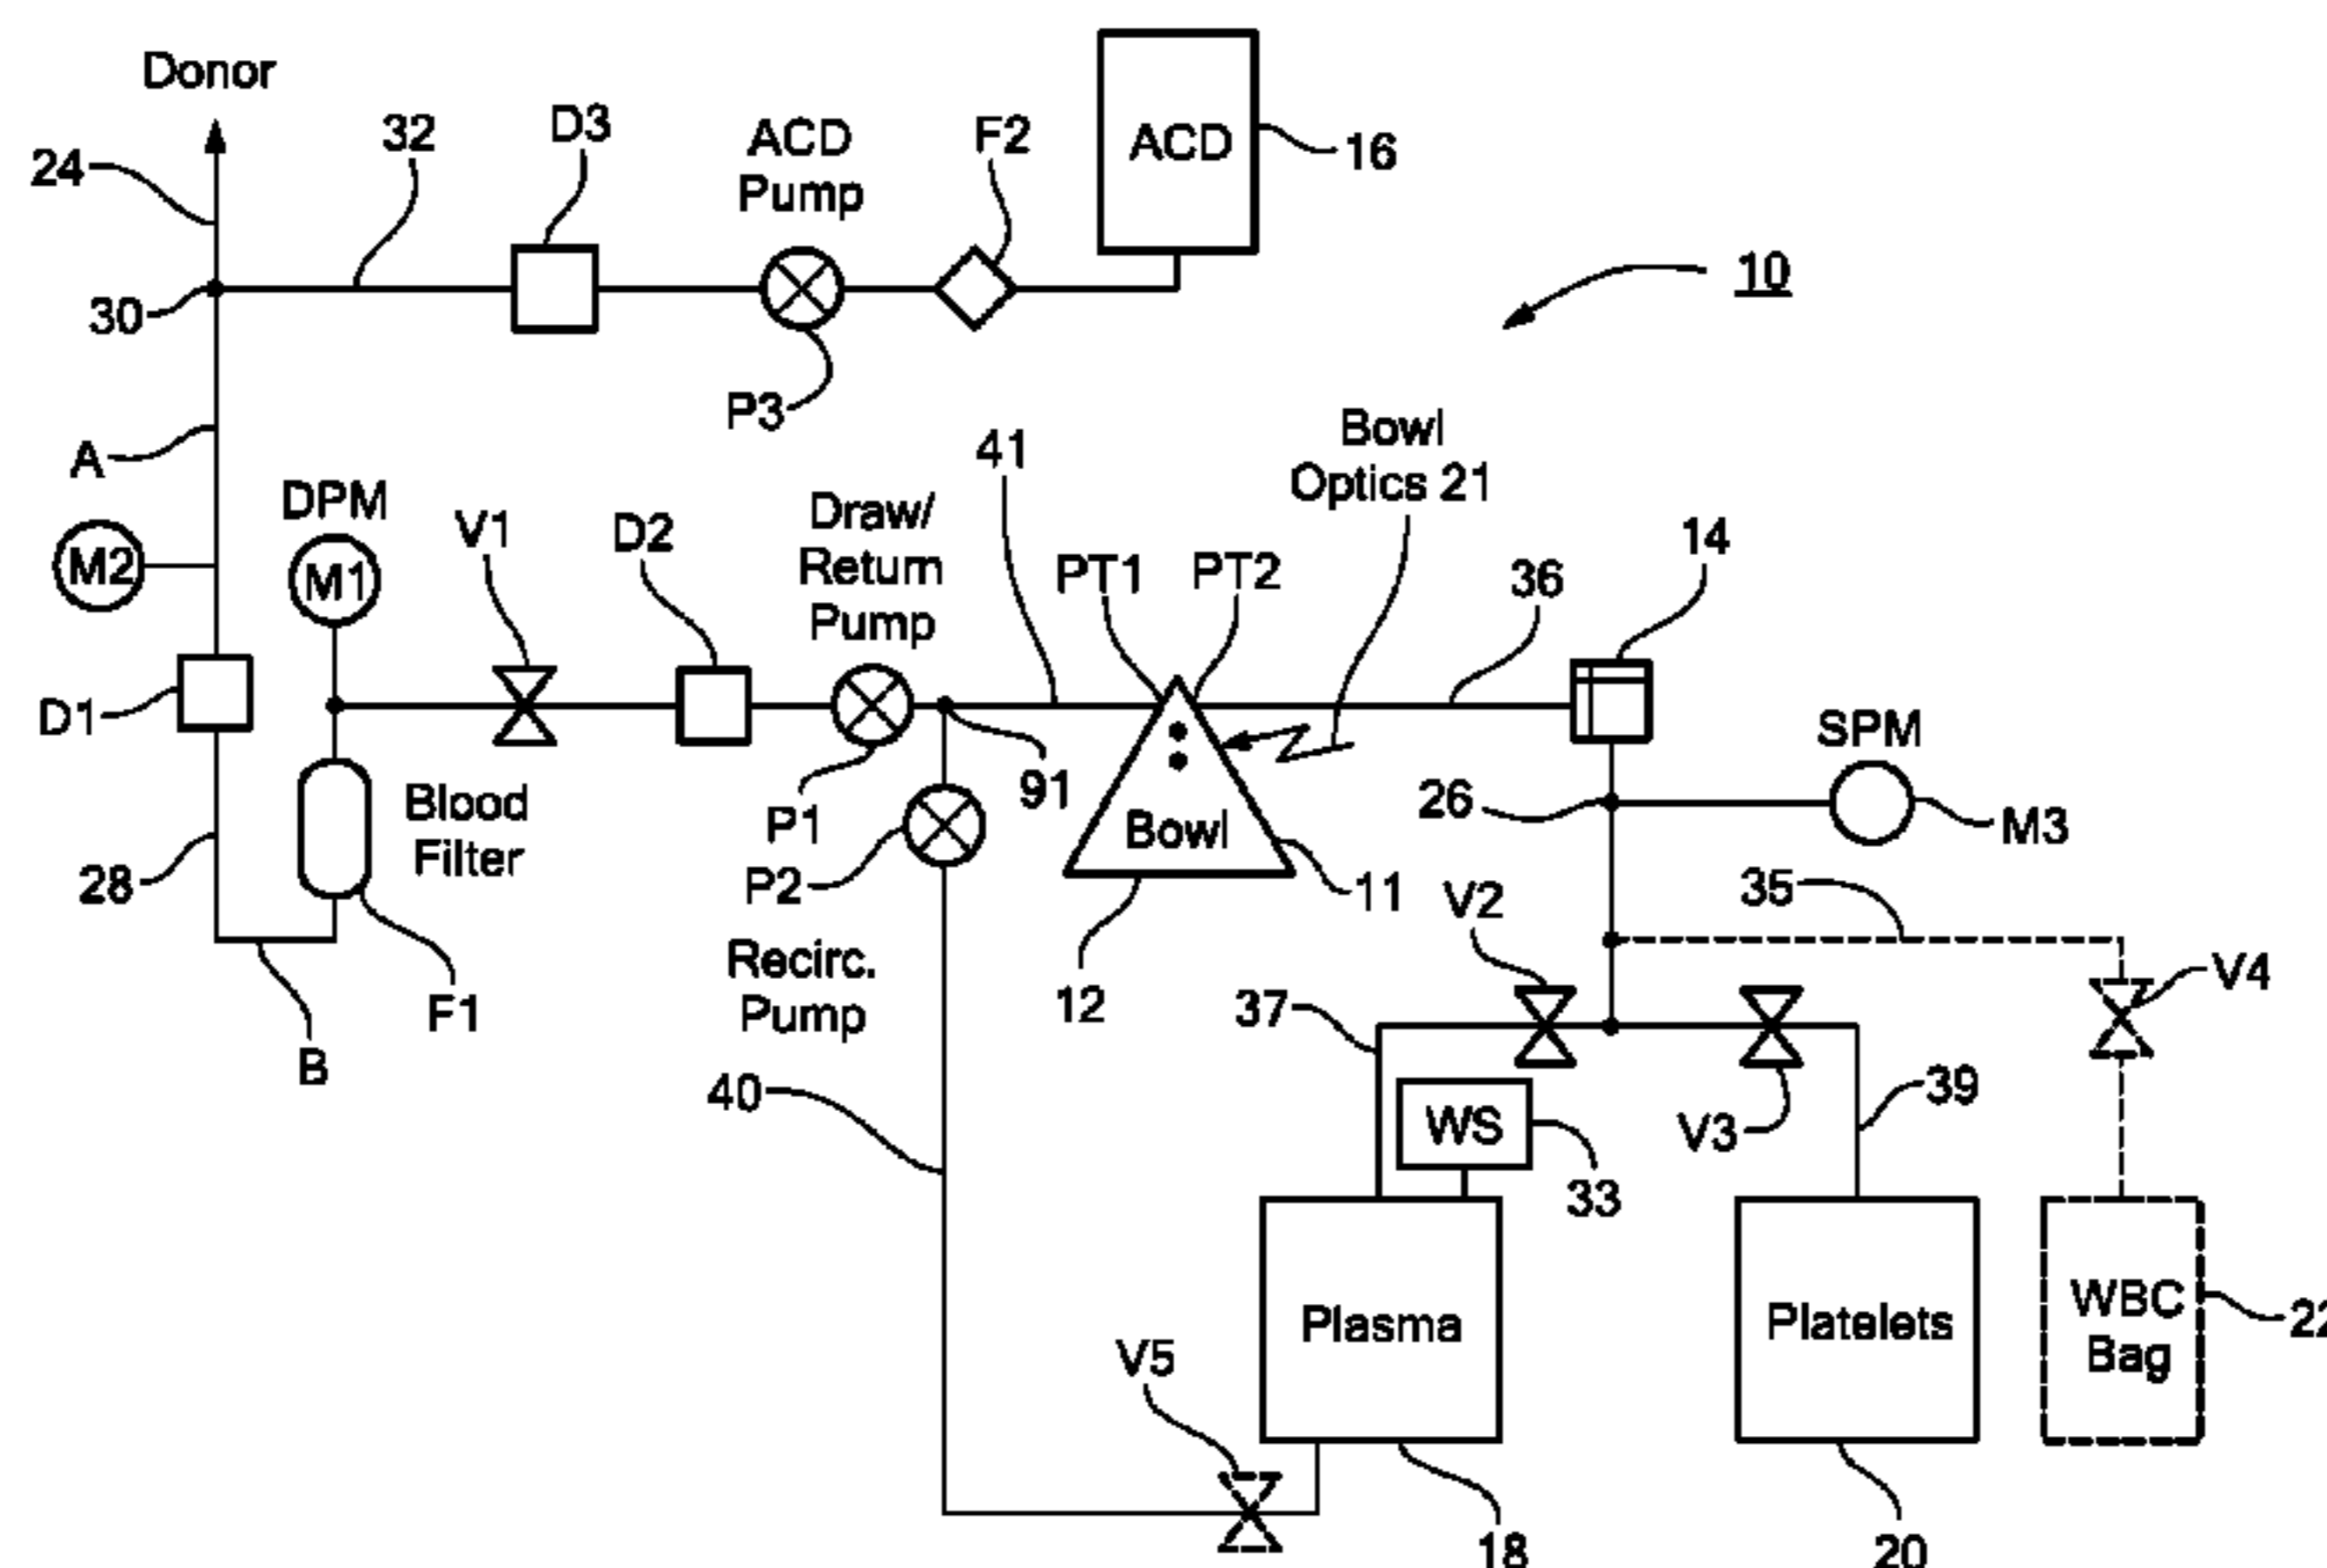 Donor
24
32
D3
ACD
Pump
F2
ACD
16
10
30
P3
A
41
Bowl
Optics 21
DPM
V1
D2
Draw/
Return
Pump
PT1
PT2
36
14
M2
M1
D1
SPM
91
26
P1
M3
Blood
Filter
Bowl
28
P2
11
V2
35
Recirc.
Pump
F1
12
37
V4
B
40
WS
V3
39
33
Plasma
Platelets
WBC
Bag
22
V5
18
20